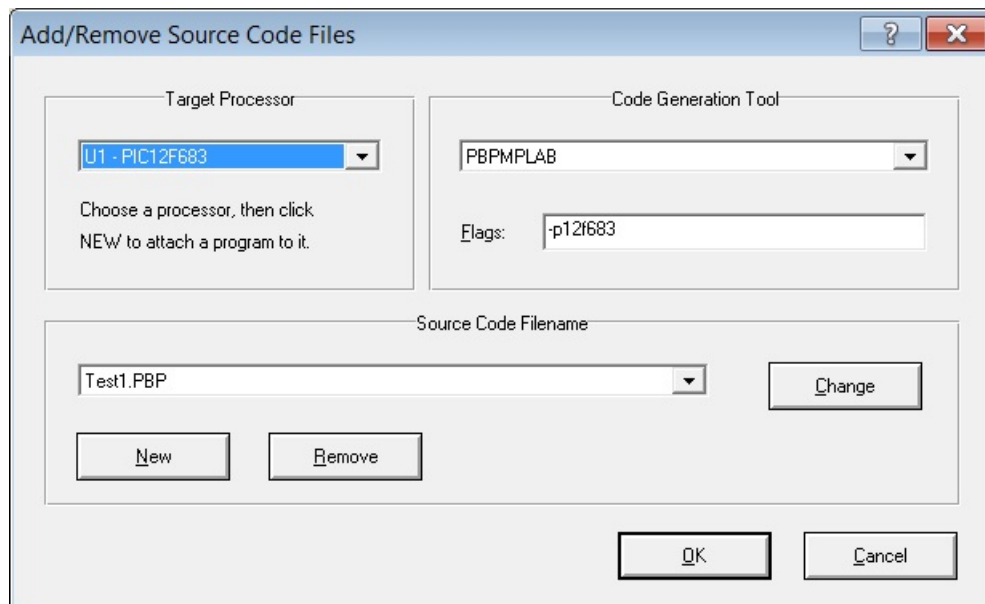 Add/Remove Source Code Files
?
X
Target Processor
U1 - PIC12F683
Choose a processor, then click
NEW to attach a program to it.
Code Generation Tool
PBPMPLAB
Flags:
-p12f683
Source Code Filename
Test1.PBP
Change
New
Remove
OK
Cancel